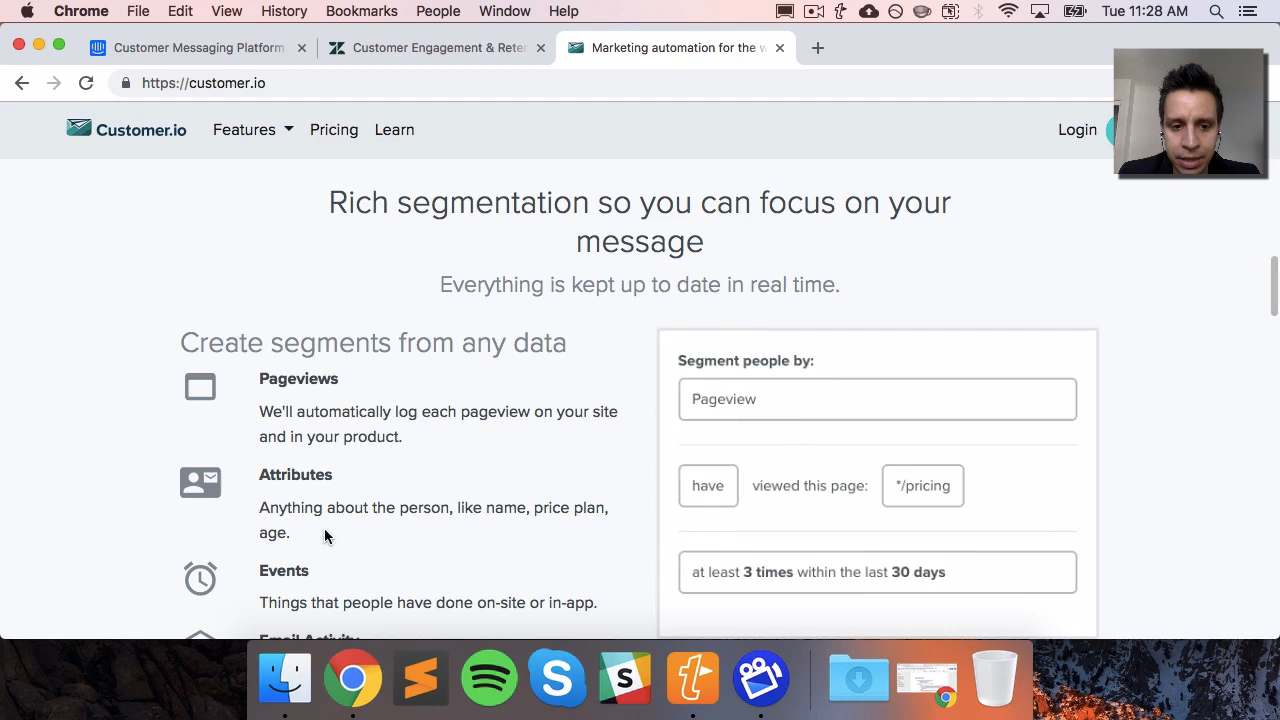 Chrome File Edit View History Bookmarks People Window Help Tue 11:28 AM
Customer Messaging Platform
Customer Engagement & Rete
Marketing automation for the w
https://customer.io
Customer.io Features Pricing Learn Login
Rich segmentation so you can focus on your
message
Everything is kept up to date in real time.
Create segments from any data
Pageviews
We'll automatically log each pageview on your site
and in your product.
Attributes
Anything about the person, like name, price plan,
age.
Events
Things that people have done on-site or in-app.
Email Activity
Segment people by:
Pageview
have viewed this page: */pricing
at least 3 times within the last 30 days